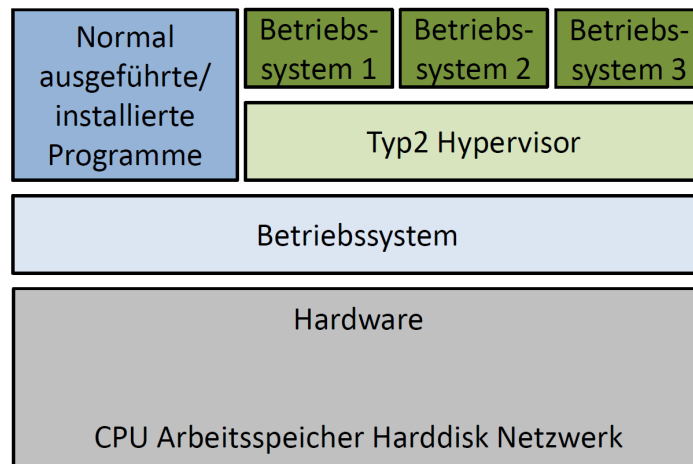 Normal
ausgeführte/
installierte
Programme
Betriebs-
system 1
Betriebs-
system 2
Betriebs-
system 3
Typ2 Hypervisor
Betriebssystem
Hardware
CPU Arbeitsspeicher Harddisk Netzwerk